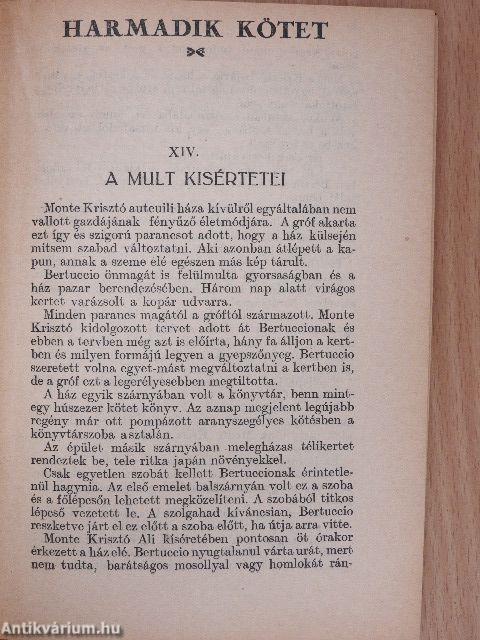 HARMADIK KÖTET
XIV.
A MULT KISÉRTETEI
Monte Krisztó auteuili háza kívülről egyáltalában nem
vallott gazdájának fényűző életmódjára. A gróf akarta
ezt így és szigorú parancsot adott, hogy a ház külsején
mitsem szabad változtatni. Aki azonban átlépett a ka-
pun, annak a szeme elé egészen más kép tárult.
Bertuccio önmagát is felülmulta gyorsaságban és a
ház pazar berendezésében. Három nap alatt virágos
kertet varázsolt a kopár udvarra.
Minden parancs magától a gróftól származott. Monte
Krisztó kidolgozott tervet adott át Bertuccionak és
ebben a tervben még azt is előírta, hány fa álljon a kert-
ben és milyen formájú legyen a gyepszőnyeg. Bertuccio
szeretett volna egyet-mást megváltoztatni a kertben is,
de a gróf ezt a legerélyesebben megtiltotta.
A ház egyik szárnyában volt a könyvtár, benn mint-
egy húszezer kötet könyv. Az aznap megjelent legújabb
regény már ott pompázott aranyszegélyes kötésben a
könyvtárszoba asztalán.
Az épület másik szárnyában melegházas télikertet
rendeztek be, tele ritka japán növényekkel.
Csak egyetlen szobát kellett Bertuccionak érintetle-
nül hagynia. Az első emelet balszárnyán volt ez a szoba
és a főlépcsőn lehetett megközelíteni. A szobából titkos
lépcső vezetett le. A szolgahad kíváncsian, Bertuccio
reszketve járt el ez előtt a szoba előtt, ha útja arra vitte.
Monte Krisztó Ali kíséretében pontosan öt órakor
érkezett a ház elé. Bertuccio nyugtalanul várta urát, mert
nem tudta, barátságos mosollyal vagy homlokát rán-
Antikvárium.hu